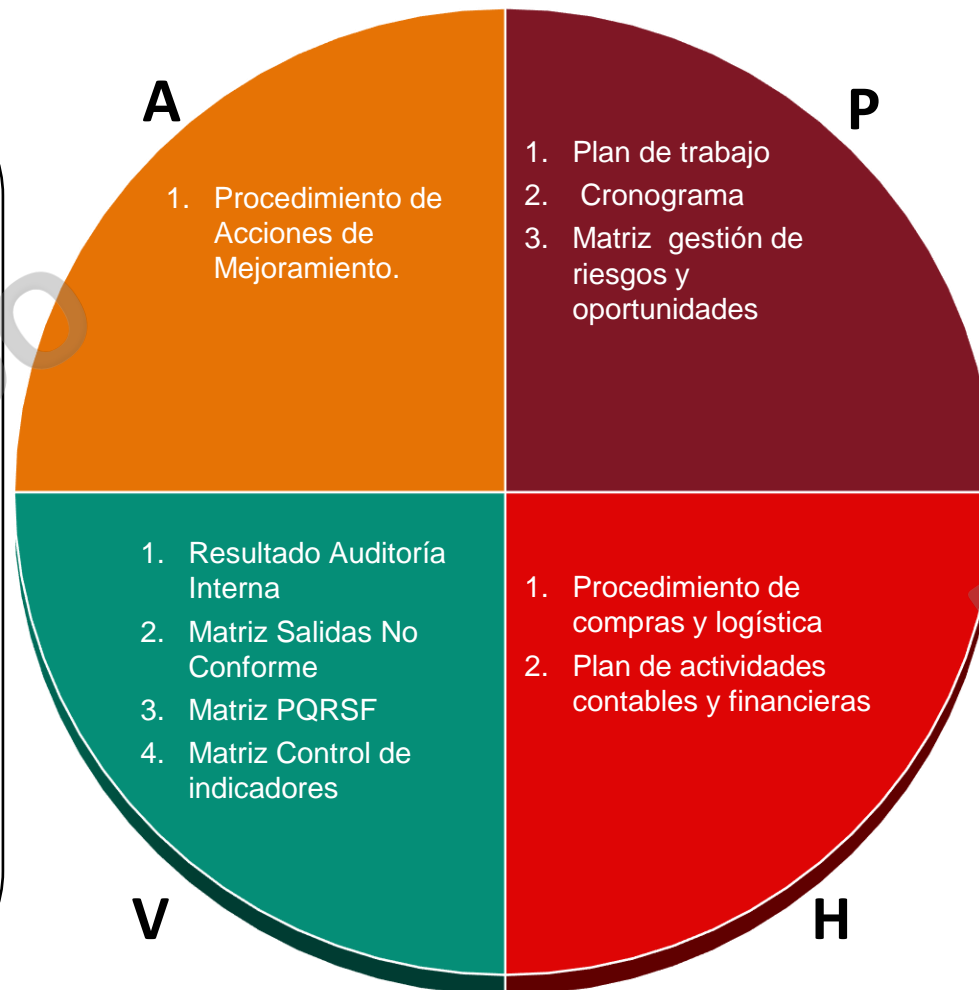 A
1. Procedimiento de
Acciones de
Mejoramiento.
P
1. Plan de trabajo
2. Cronograma
3. Matriz gestión de
riesgos y
oportunidades
1. Resultado Auditoría
Interna
2. Matriz Salidas No
Conforme
3. Matriz PQRSF
4. Matriz Control de
indicadores
V
1. Procedimiento de
compras y logística
2. Plan de actividades
contables y financieras
H